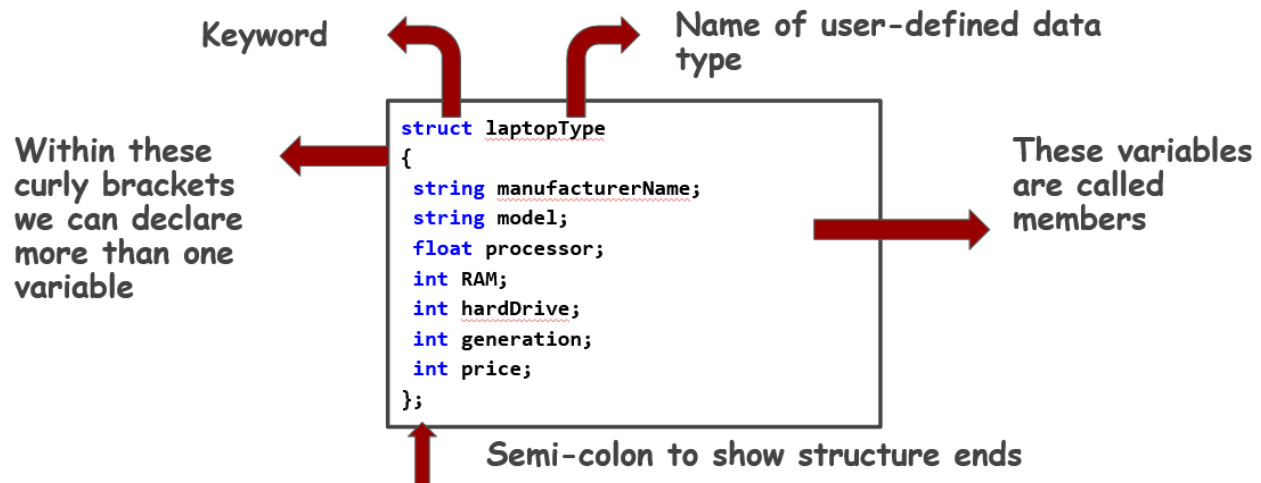 Keyword
Name of user-defined data
type
struct laptopType
{
string manufacturerName;
string model;
float processor;
int RAM;
int hardDrive;
int generation;
int price;
};
Within these
curly brackets
we can declare
more than one
variable
These variables
are called
members
Semi-colon to show structure ends